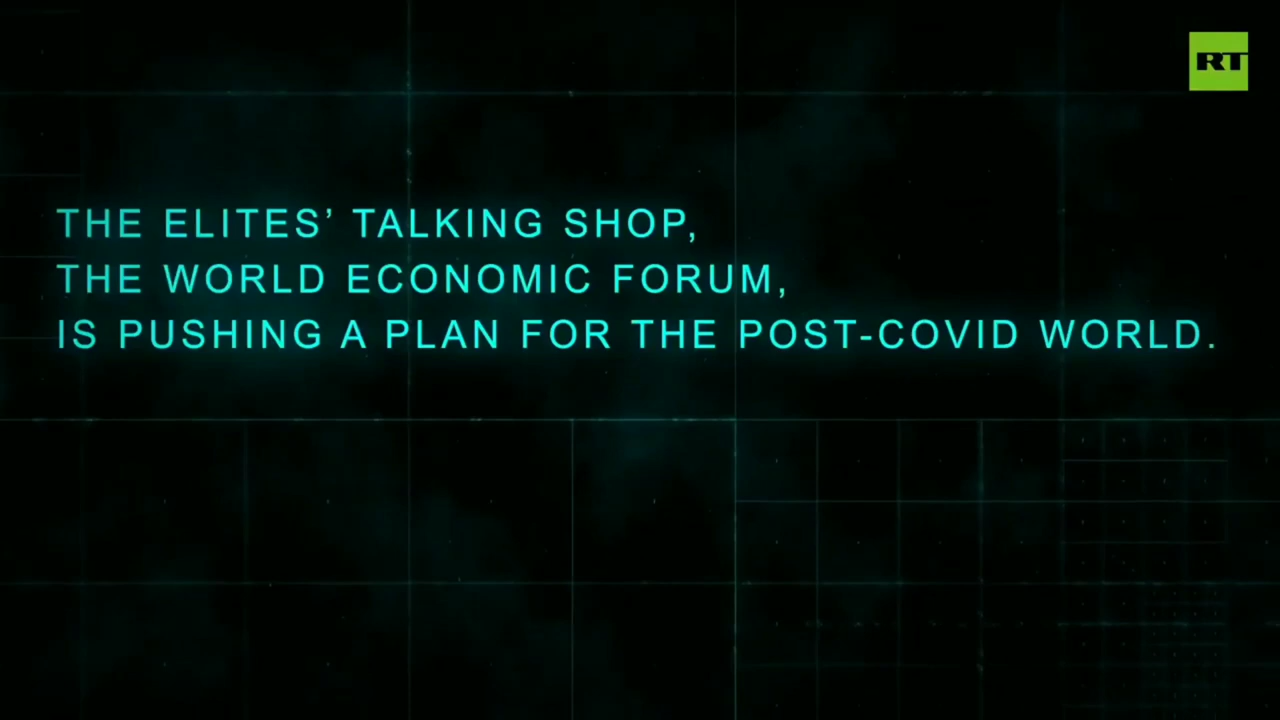 RT
THE ELITES’ TALKING SHOP,
THE WORLD ECONOMIC FORUM,
IS PUSHING A PLAN FOR THE POST-COVID WORLD.